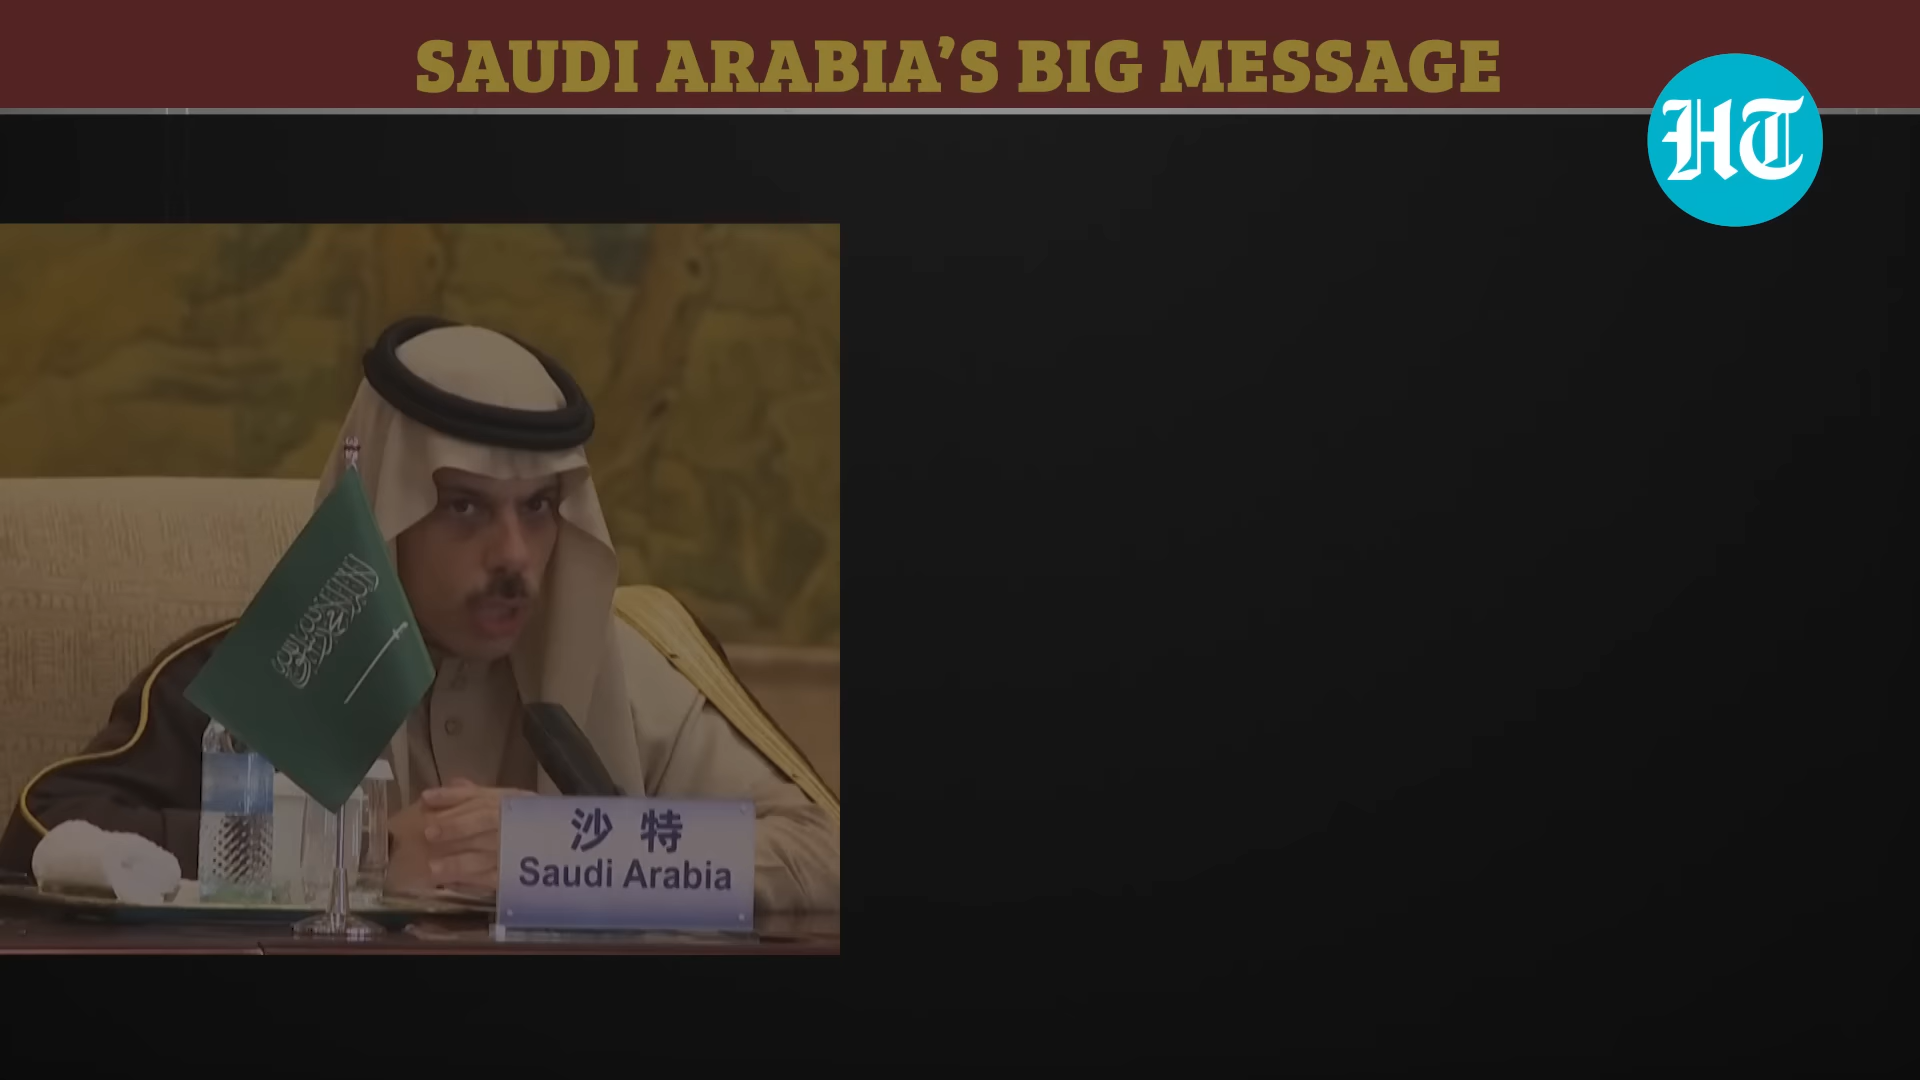 SAUDI ARABIA'S BIG MESSAGE
HT
沙 特
Saudi Arabia